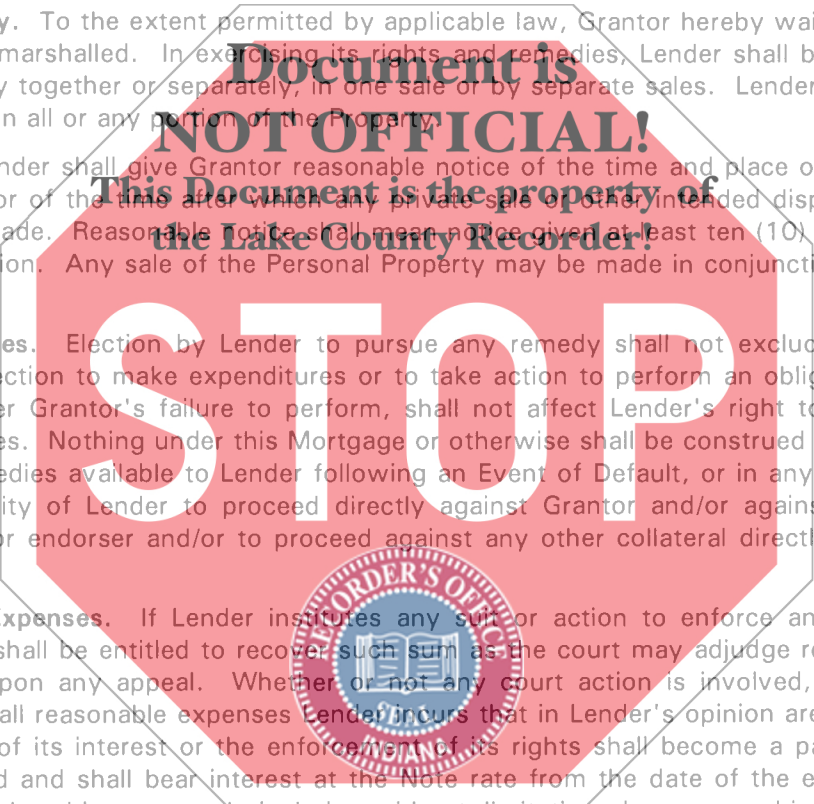 y. To the extent permitted by applicable law, Grantor hereby wai
marshalled. In exercising its rights and remedies, Lender shall b
Document is
y together or separately, in one sale or by separate sales. Lender
n all or any portion of the Property.
NOT OFFICIAL!
nder shall give Grantor reasonable notice of the time and place o
This Document is the property of
or of the time after which any private sale or other intended disp
ade. Reasonable notice shall mean notice given at least ten (10)
the Lake County Recorder!
ion. Any sale of the Personal Property may be made in conjuncti
STOP
es. Election by Lender to pursue any remedy shall not exclud
ection to make expenditures or to take action to perform an oblig
er Grantor's failure to perform, shall not affect Lender's right to
es. Nothing under this Mortgage or otherwise shall be construed
edies available to Lender following an Event of Default, or in any
ity of Lender to proceed directly against Grantor and/or agains
or endorser and/or to proceed against any other collateral directl
RECORDER'S OFFICE
xpenses. If Lender institutes any suit or action to enforce an
shall be entitled to recover such sum as the court may adjudge re
pon any appeal. Whether or not any court action is involved,
all reasonable expenses Lender incurs that in Lender's opinion are
SEAL
of its interest or the enforcement of its rights shall become a pa
INDIANA
d and shall bear interest at the Note rate from the date of the e